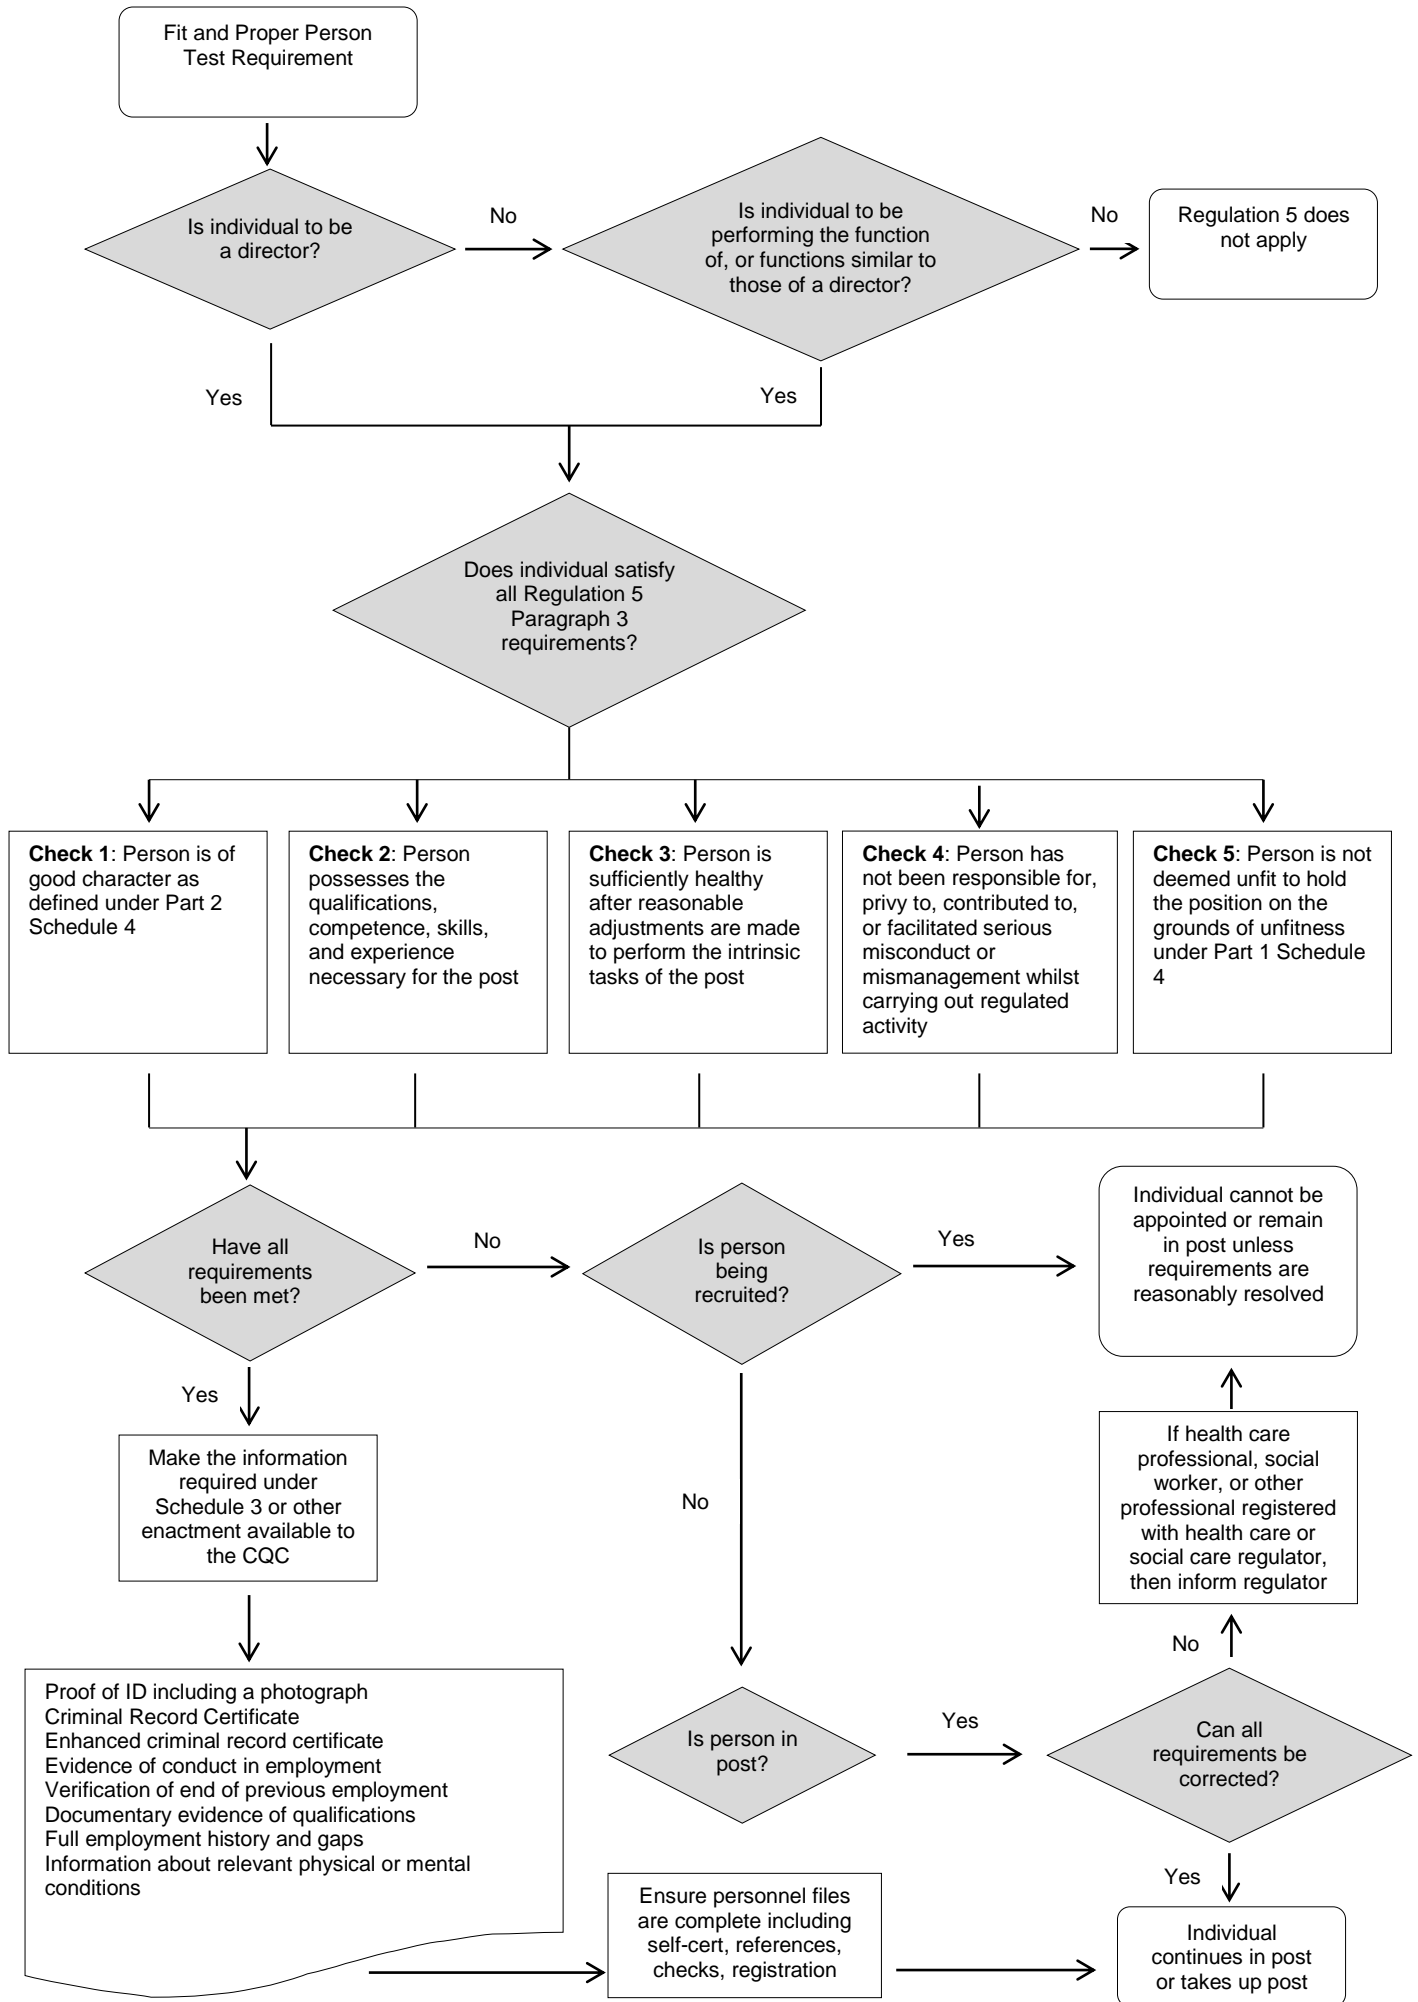 Fit and Proper Person
Test Requirement
Is individual to be
a director?
No
Is individual to be
performing the function
of, or functions similar to
those of a director?
No
Regulation 5 does
not apply
Yes
Yes
Does individual satisfy
all Regulation 5
Paragraph 3
requirements?
Check 1: Person is of
good character as
defined under Part 2
Schedule 4
Check 2: Person
possesses the
qualifications,
competence, skills,
and experience
necessary for the post
Check 3: Person is
sufficiently healthy
after reasonable
adjustments are made
to perform the intrinsic
tasks of the post
Check 4: Person has
not been responsible for,
privy to, contributed to,
or facilitated serious
misconduct or
mismanagement whilst
carrying out regulated
activity
Check 5: Person is not
deemed unfit to hold
the position on the
grounds of unfitness
under Part 1 Schedule
4
Have all
requirements
been met?
No
Is person
being
recruited?
Yes
Individual cannot be
appointed or remain
in post unless
requirements are
reasonably resolved
Yes
Make the information
required under
Schedule 3 or other
enactment available to
the CQC
No
If health care
professional, social
worker, or other
professional registered
with health care or
social care regulator,
then inform regulator
No
Proof of ID including a photograph
Criminal Record Certificate
Enhanced criminal record certificate
Evidence of conduct in employment
Verification of end of previous employment
Documentary evidence of qualifications
Full employment history and gaps
Information about relevant physical or mental
conditions
Is person in
post?
Yes
Can all
requirements be
corrected?
Yes
Ensure personnel files
are complete including
self-cert, references,
checks, registration
Individual
continues in post
or takes up post